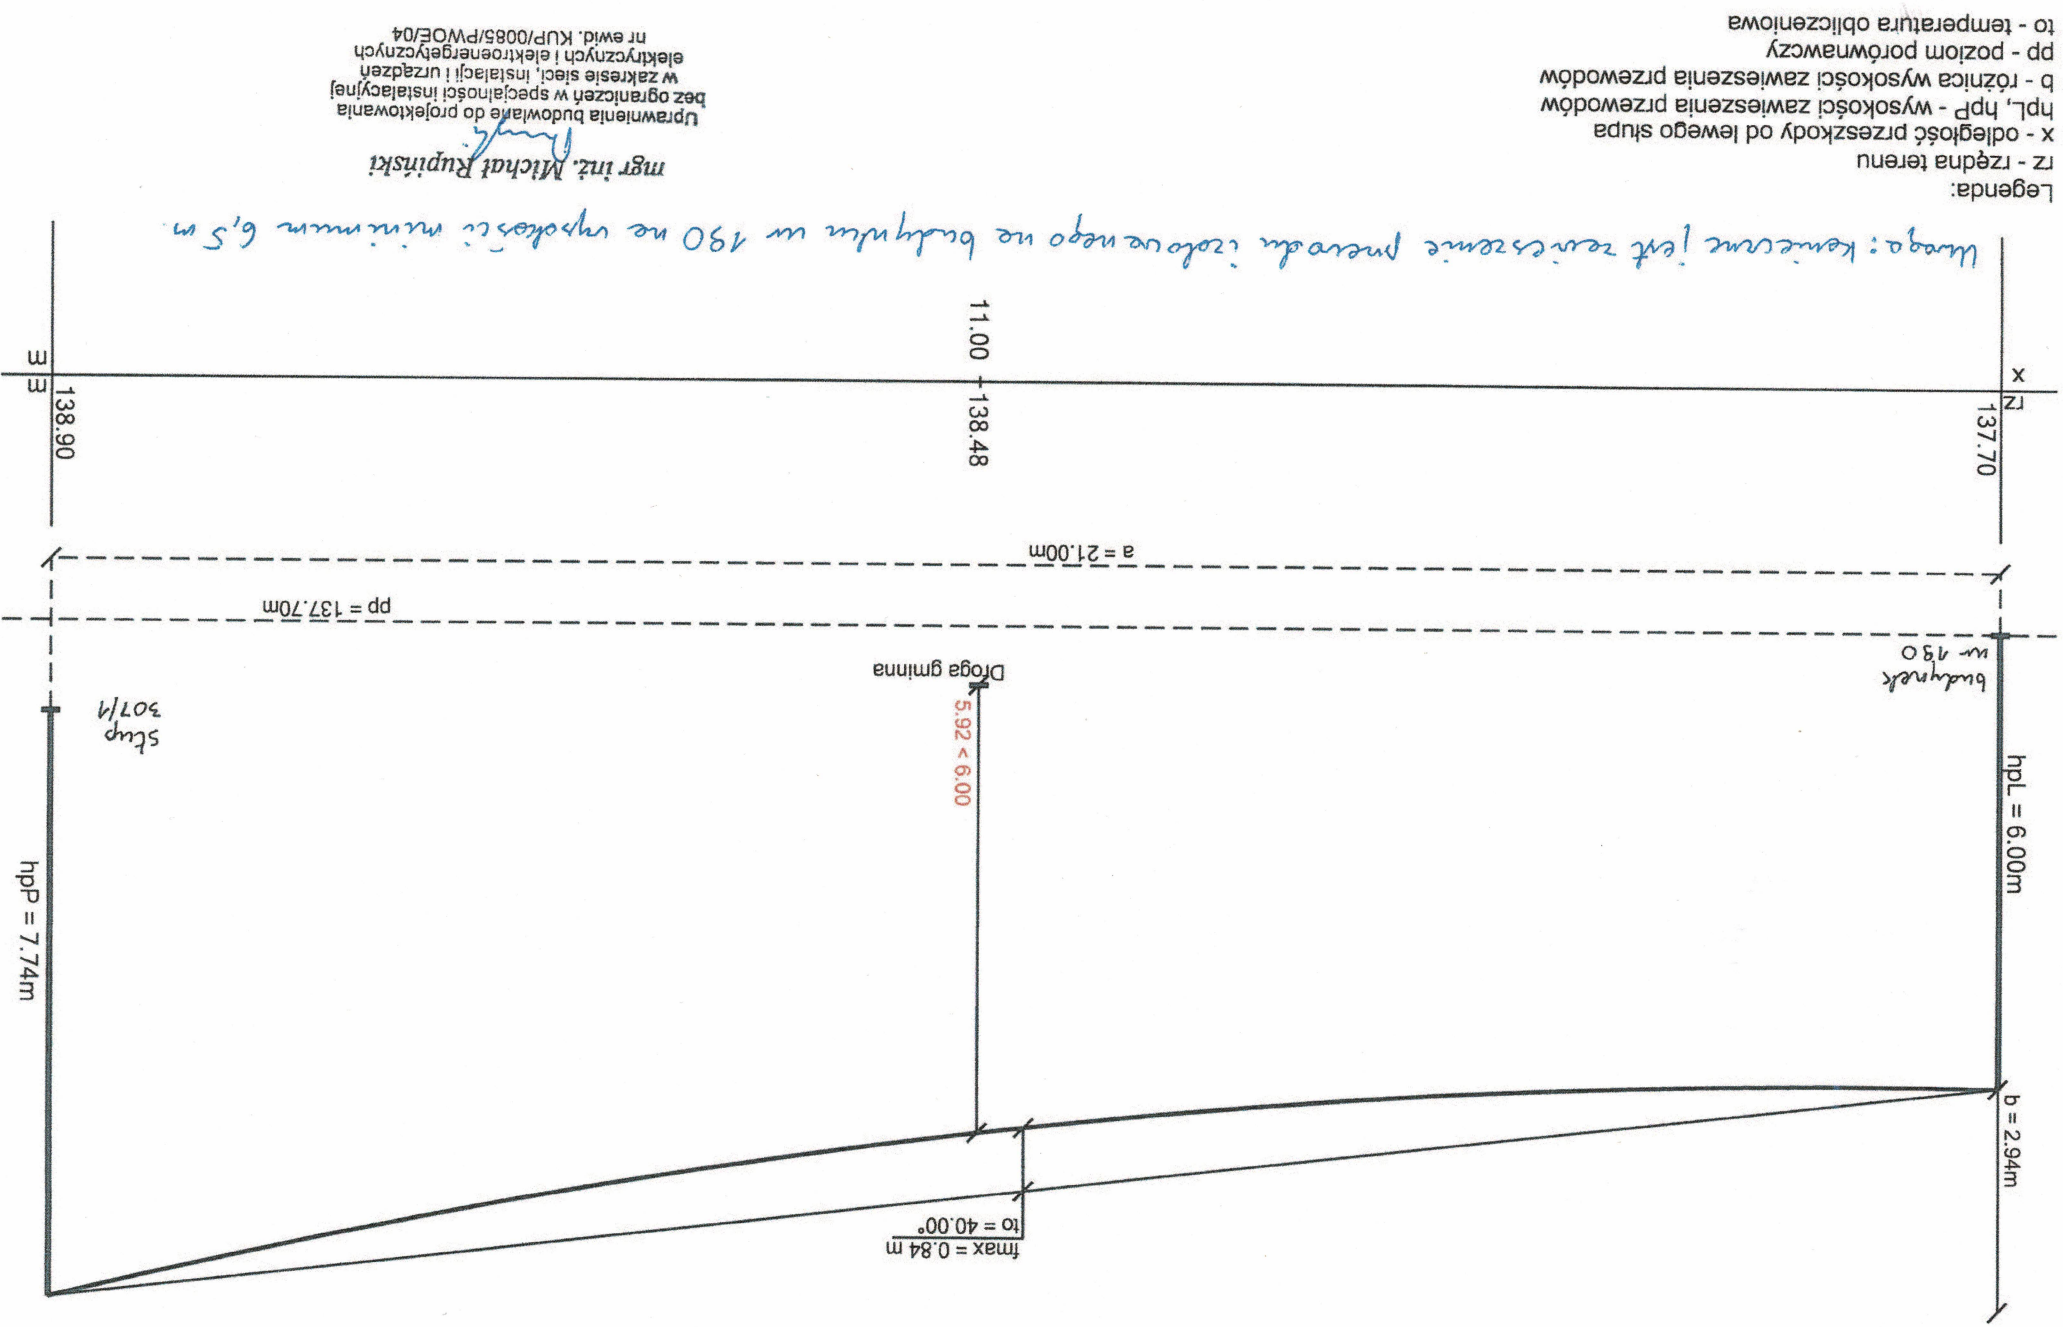 fmax = 0.84 m
to = 40.00°
b = 2.94m
hpL = 6.00m
hpP = 7.74m
5.92 < 6.00
słup
307/1
budynek
nr 190
Droga gminna
pp = 137.70m
a = 21.00m
rz
137.70
138.48
138.90
m
x
11.00
m
Uwaga: konieczne jest zawieszenie przewodu izolowanego na budynku nr 190 na wysokości minimum 6,5 m.
Legenda:
rz - rzędna terenu
x - odległość przeszkody od lewego słupa
hpL, hpP - wysokości zawieszenia przewodów
b - różnica wysokości zawieszenia przewodów
pp - poziom porównawczy
to - temperatura obliczeniowa
mgr inż. Michał Rupiński
Uprawnienia budowlane do projektowania
bez ograniczeń w specjalności instalacyjnej
w zakresie sieci, instalacji i urządzeń
elektrycznych i elektroenergetycznych
nr ewid. KUP/0085/PWOE/04